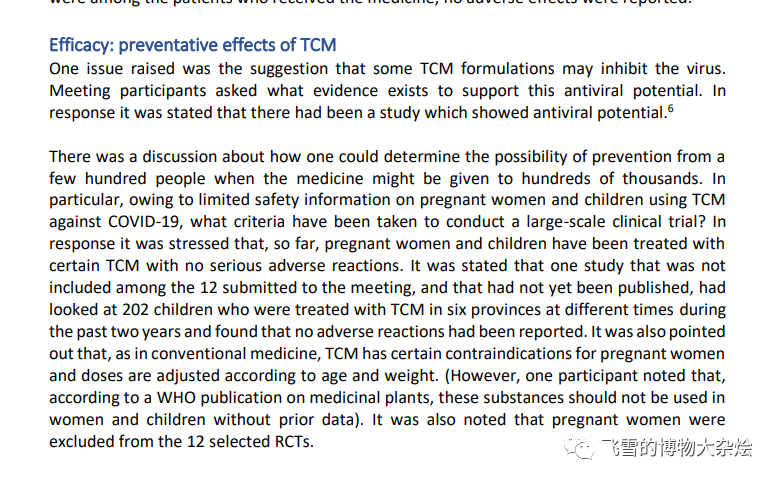 were among the patients who received the medicine, no adverse effects were reported.
Efficacy: preventative effects of TCM
One issue raised was the suggestion that some TCM formulations may inhibit the virus.
Meeting participants asked what evidence exists to support this antiviral potential. In
response it was stated that there had been a study which showed antiviral potential.6
There was a discussion about how one could determine the possibility of prevention from a
few hundred people when the medicine might be given to hundreds of thousands. In
particular, owing to limited safety information on pregnant women and children using TCM
against COVID-19, what criteria have been taken to conduct a large-scale clinical trial? In
response it was stressed that, so far, pregnant women and children have been treated with
certain TCM with no serious adverse reactions. It was stated that one study that was not
included among the 12 submitted to the meeting, and that had not yet been published, had
looked at 202 children who were treated with TCM in six provinces at different times during
the past two years and found that no adverse reactions had been reported. It was also pointed
out that, as in conventional medicine, TCM has certain contraindications for pregnant women
and doses are adjusted according to age and weight. (However, one participant noted that,
according to a WHO publication on medicinal plants, these substances should not be used in
women and children without prior data). It was also noted that pregnant women were
excluded from the 12 selected RCTs.
飞雪的博物大杂烩